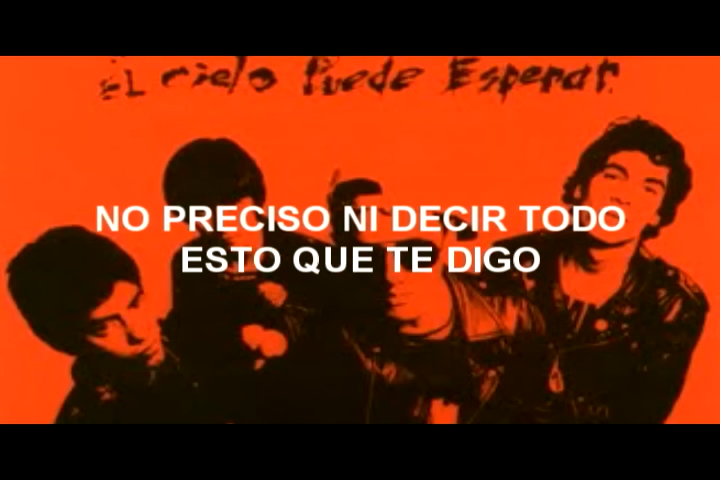 EL cielo Puede Esperar
NO PRECISO NI DECIR TODO
ESTO QUE TE DIGO